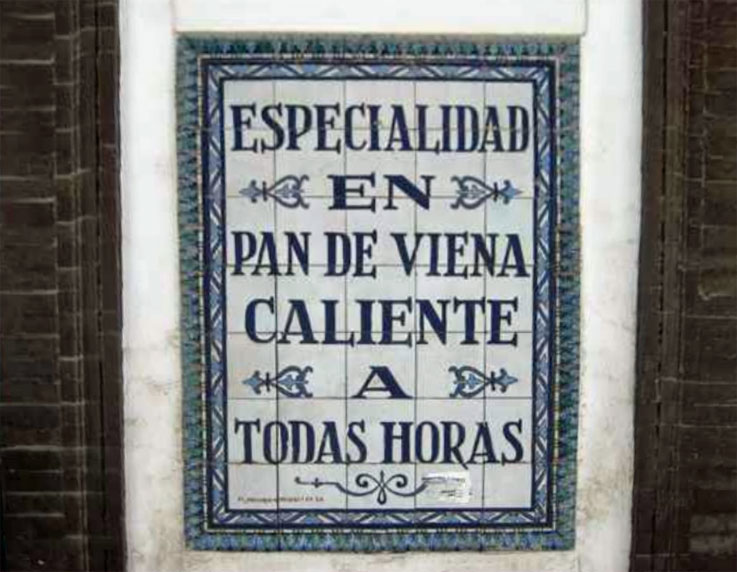 ESPECIALIDAD
EN
PAN DE VIENA
CALIENTE
A
TODAS HORAS